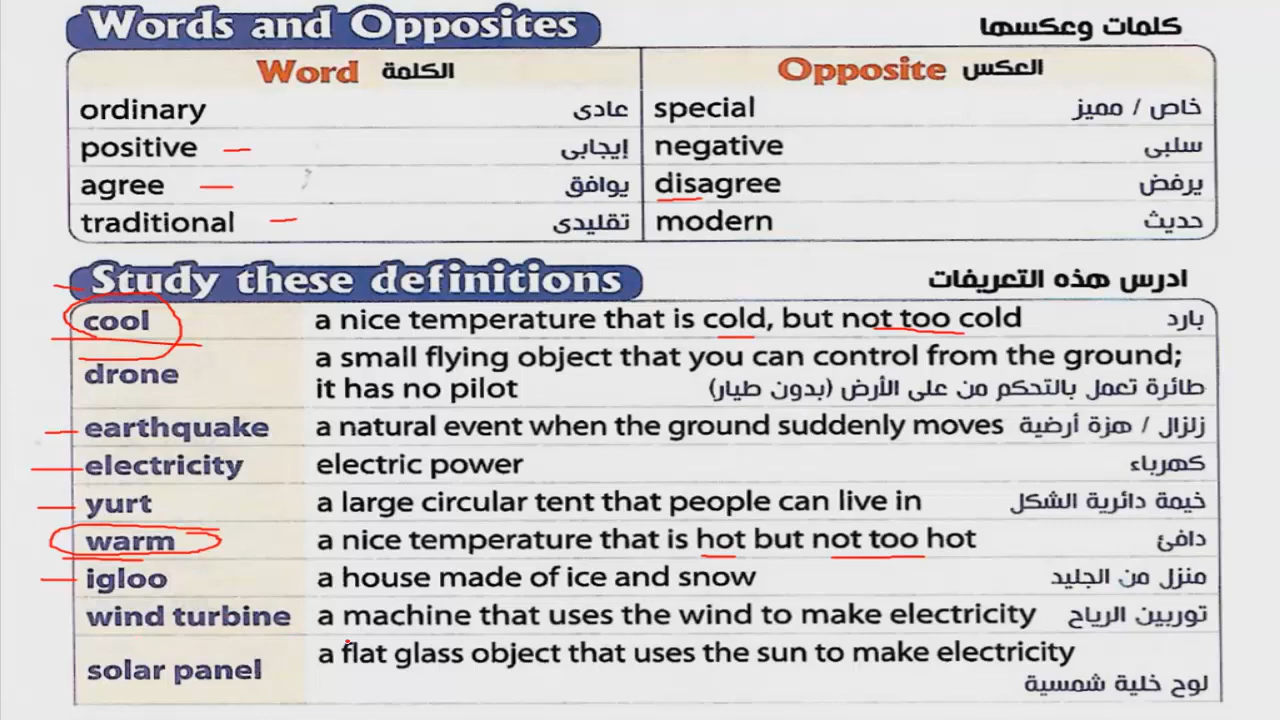 Words and Opposites كلمات وعكسها
Word الكلمة Opposite العكس
ordinary عادى special خاص / مميز
positive إيجابى negative سلبى
agree يوافق disagree يرفض
traditional تقليدى modern حديث
Study these definitions ادرس هذه التعريفات
cool a nice temperature that is cold, but not too cold بارد
drone a small flying object that you can control from the ground;
it has no pilot طائرة تعمل بالتحكم من على الأرض (بدون طيار)
earthquake a natural event when the ground suddenly moves زلزال / هزة أرضية
electricity electric power كهرباء
yurt a large circular tent that people can live in خيمة دائرية الشكل
warm a nice temperature that is hot but not too hot دافئ
igloo a house made of ice and snow منزل من الجليد
wind turbine a machine that uses the wind to make electricity توربين الرياح
solar panel a flat glass object that uses the sun to make electricity
لوح خلية شمسية